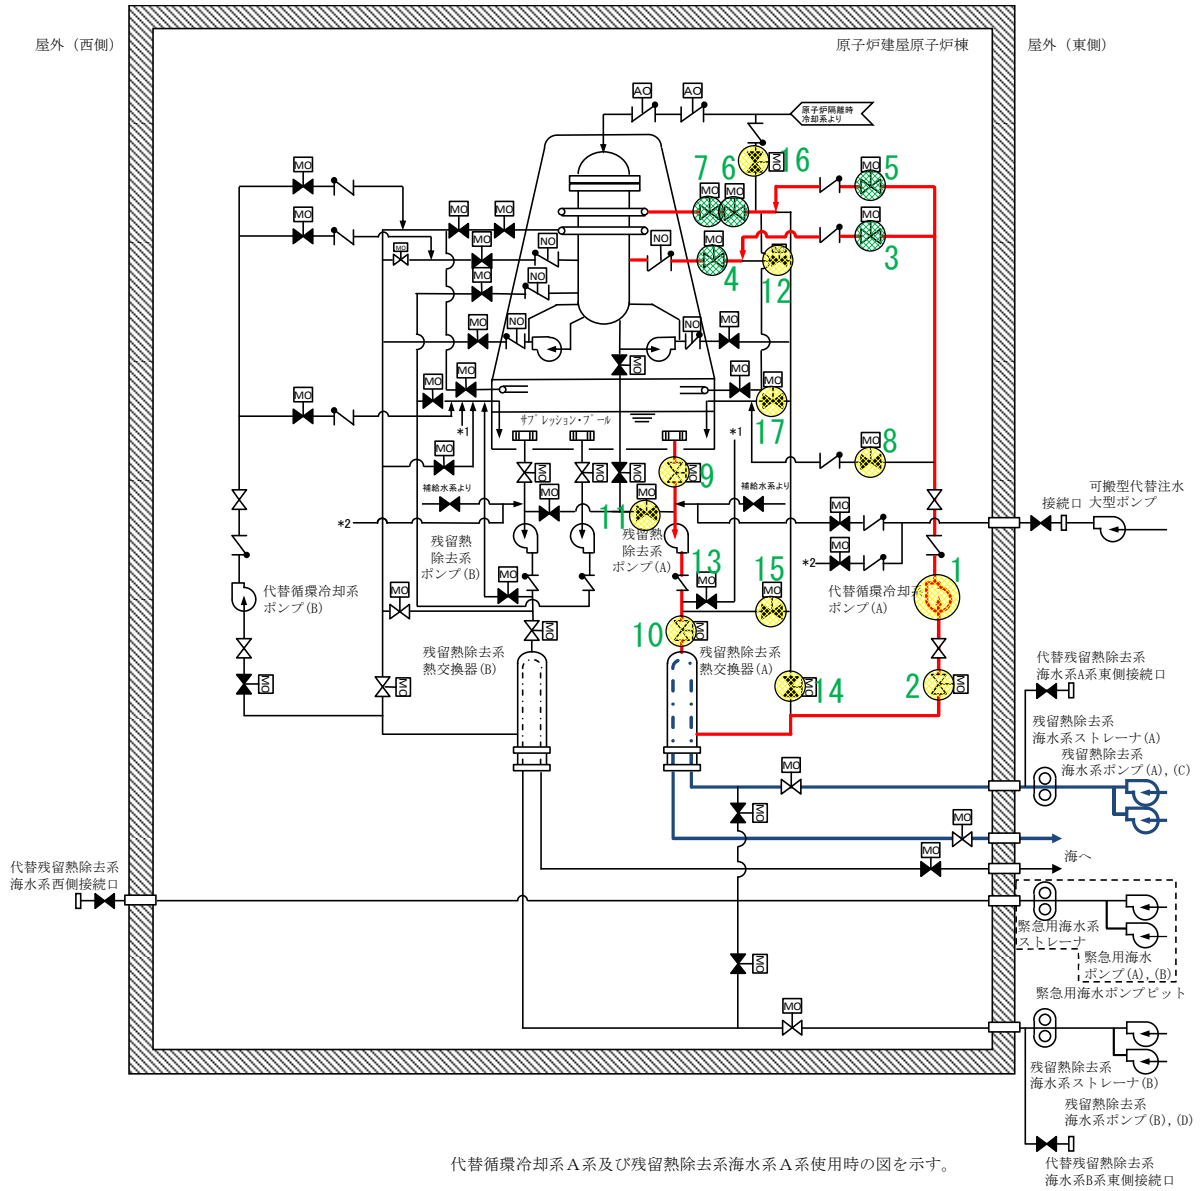 屋外（西側）
原子炉建屋原子炉棟
屋外（東側）
AO
AO
原子炉隔離時
冷却系より
7
6
16
5
MO
MO
MO
MO
MO
MO
MO
MO
MO
3
MO
MO
NO
NO
MO
MO
4
12
MO
NO
MO
NO
NO
MO
MO
MO
MO
MO
MO
17
MO
サプレッション・プール
*1
*1
MO
8
MO
MO
MO
MO
9
補給水系より
補給水系より
MO
MO
MO
可搬型代替注水
大型ポンプ
接続口
*2
11
残留熱
除去系
ポンプ(B)
残留熱
除去系
ポンプ(A)
MO
*2
13
15
1
MO
MO
MO
MO
代替循環冷却系
ポンプ(B)
代替循環冷却系
ポンプ(A)
10
MO
MO
残留熱除去系
熱交換器(B)
残留熱除去系
熱交換器(A)
代替残留熱除去系
海水系A系東側接続口
MO
MO
14
MO
2
MO
残留熱除去系
海水系ストレーナ(A)
残留熱除去系
海水系ポンプ(A),(C)
MO
MO
MO
MO
海へ
代替残留熱除去系
海水系西側接続口
緊急用海水系
ストレーナ
緊急用海水
ポンプ(A),(B)
MO
緊急用海水ポンプピット
MO
残留熱除去系
海水系ストレーナ(B)
残留熱除去系
海水系ポンプ(B),(D)
代替循環冷却系Ａ系及び残留熱除去系海水系Ａ系使用時の図を示す。
代替残留熱除去系
海水系B系東側接続口